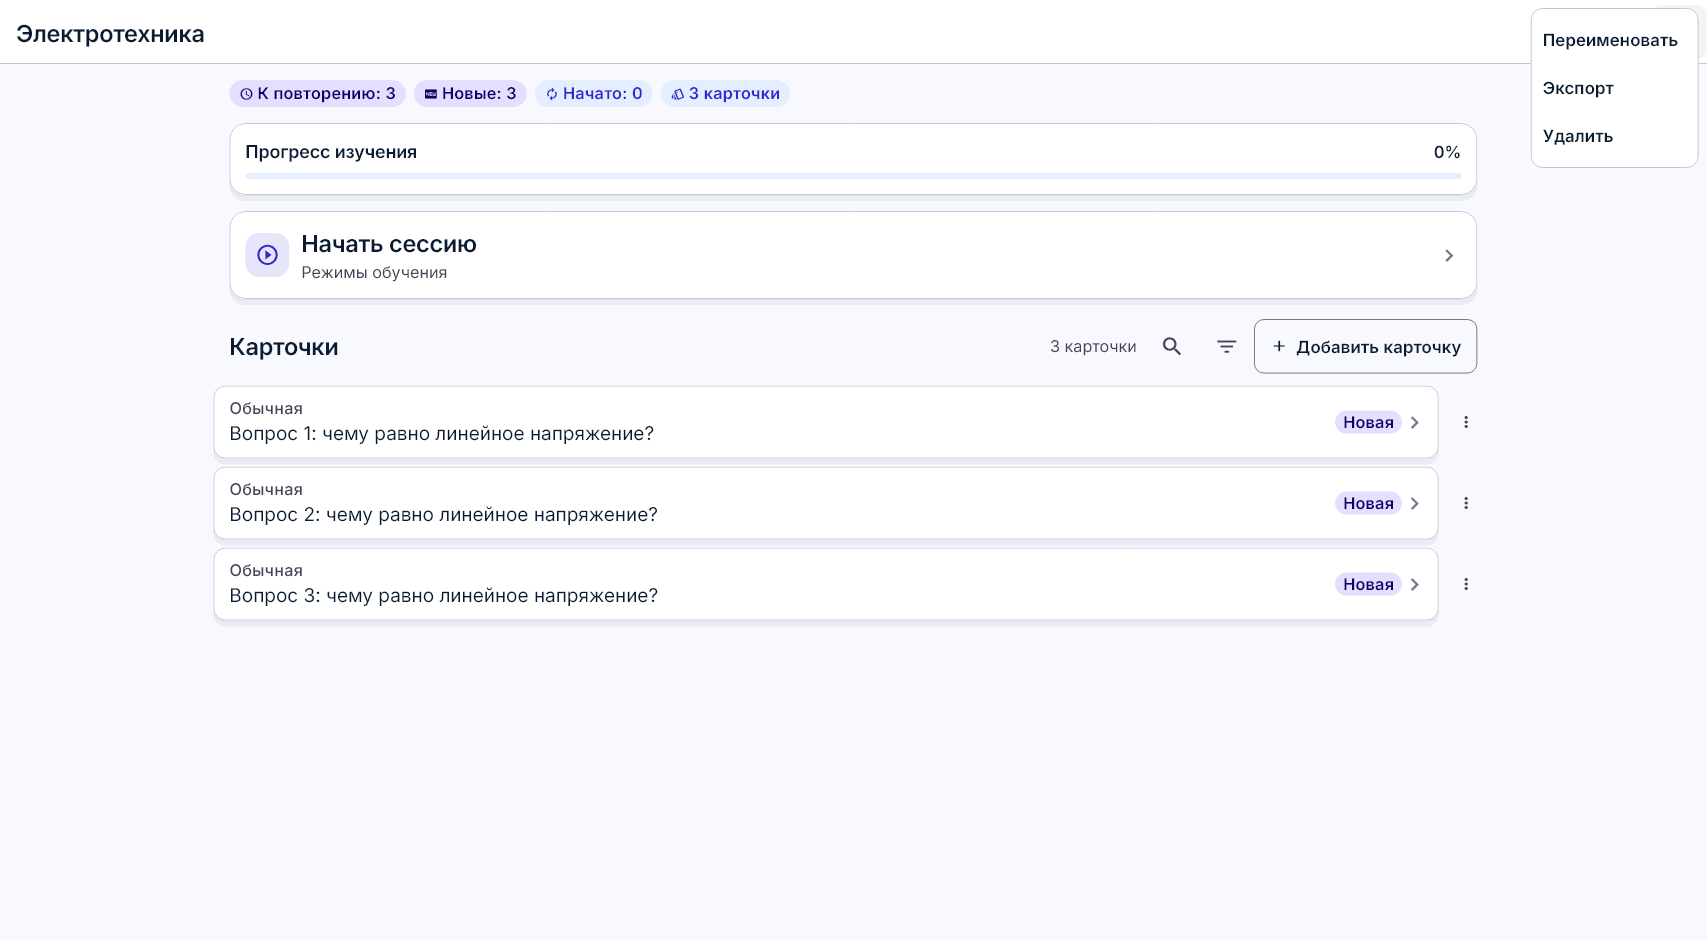 Электротехника
Переименовать
Экспорт
Удалить
К повторению: 3
Новые: 3
Начато: 0
3 карточки
Прогресс изучения
0%
Начать сессию
Режимы обучения
Карточки
3 карточки
+ Добавить карточку
Обычная
Вопрос 1: чему равно линейное напряжение?
Новая
Обычная
Вопрос 2: чему равно линейное напряжение?
Новая
Обычная
Вопрос 3: чему равно линейное напряжение?
Новая